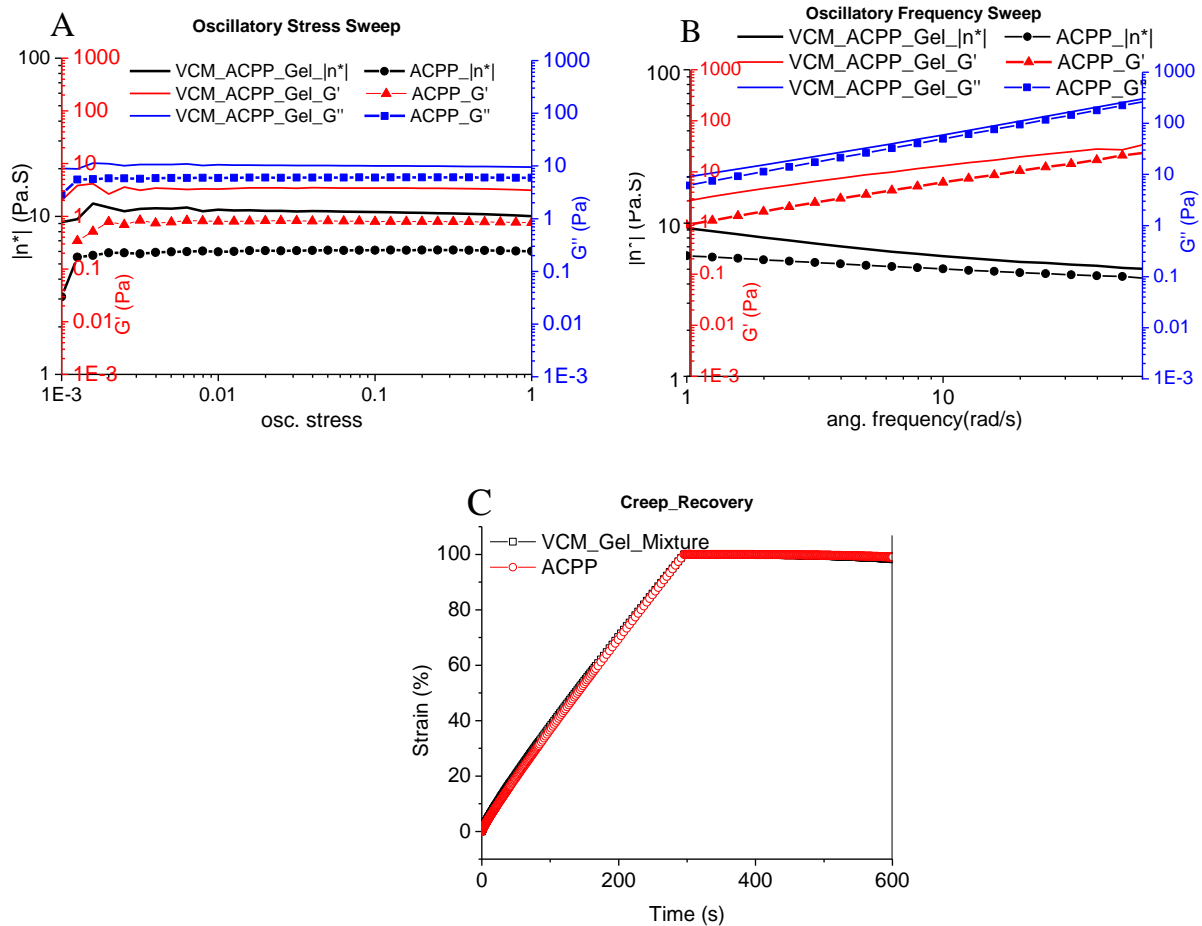 A
Oscillatory Stress Sweep
VCM_ACPP_Gel_|n*|
ACPP_|n*|
VCM_ACPP_Gel_G'
ACPP_G'
VCM_ACPP_Gel_G''
ACPP_G''
100
10
1
|n*| (Pa.S)
1000
100
10
1
0.1
0.01
1E-3
G' (Pa)
1000
100
10
1
0.1
0.01
1E-3
G'' (Pa)
1E-3
0.01
0.1
1
osc. stress
B
Oscillatory Frequency Sweep
VCM_ACPP_Gel_|n*|
ACPP_|n*|
VCM_ACPP_Gel_G'
ACPP_G'
VCM_ACPP_Gel_G''
ACPP_G''
100
10
1
|n*| (Pa.S)
1000
100
10
1
0.1
0.01
1E-3
G' (Pa)
1000
100
10
1
0.1
0.01
1E-3
G'' (Pa)
1
10
ang. frequency(rad/s)
C
Creep_Recovery
VCM_Gel_Mixture
ACPP
100
80
60
40
20
0
Strain (%)
0
200
400
600
Time (s)